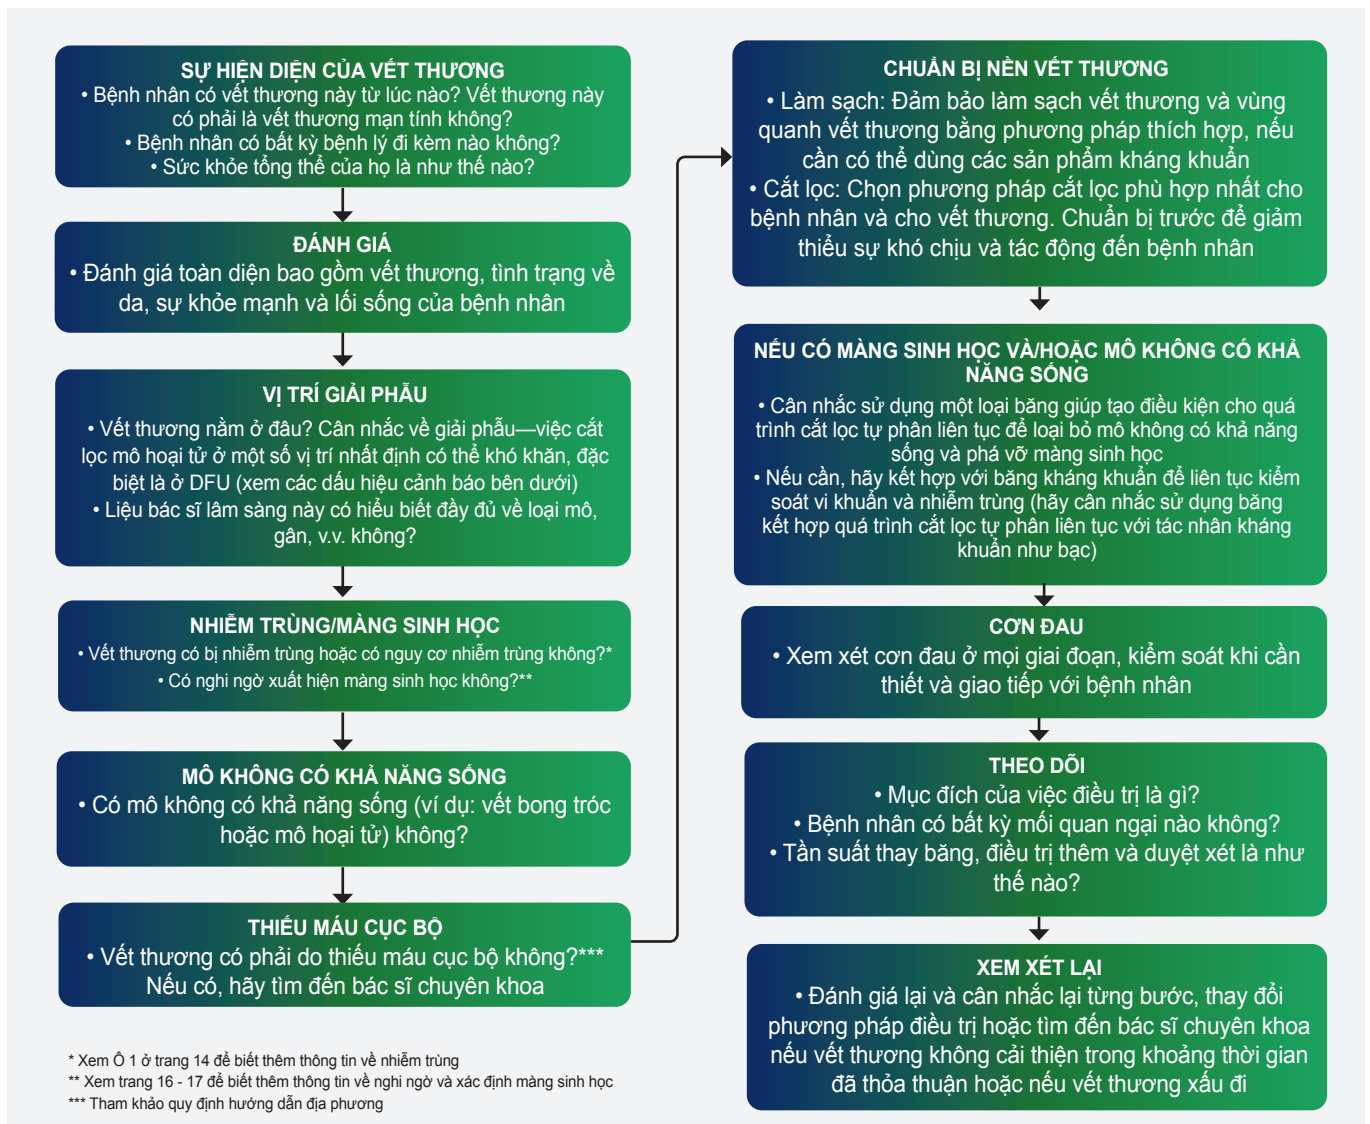 SỰ HIỆN DIỆN CỦA VẾT THƯƠNG
• Bệnh nhân có vết thương này từ lúc nào? Vết thương này
có phải là vết thương mạn tính không?
• Bệnh nhân có bất kỳ bệnh lý đi kèm nào không?
• Sức khỏe tổng thể của họ là như thế nào?
ĐÁNH GIÁ
• Đánh giá toàn diện bao gồm vết thương, tình trạng về
da, sự khỏe mạnh và lối sống của bệnh nhân
VỊ TRÍ GIẢI PHẪU
• Vết thương nằm ở đâu? Cân nhắc về giải phẫu—việc cắt
lọc mô hoại tử ở một số vị trí nhất định có thể khó khăn, đặc
biệt là ở DFU (xem các dấu hiệu cảnh báo bên dưới)
• Liệu bác sĩ lâm sàng này có hiểu biết đầy đủ về loại mô,
gân, v.v. không?
NHIỄM TRÙNG/MÀNG SINH HỌC
• Vết thương có bị nhiễm trùng hoặc có nguy cơ nhiễm trùng không?*
• Có nghi ngờ xuất hiện màng sinh học không?**
MÔ KHÔNG CÓ KHẢ NĂNG SỐNG
• Có mô không có khả năng sống (ví dụ: vết bong tróc
hoặc mô hoại tử) không?
THIẾU MÁU CỤC BỘ
• Vết thương có phải do thiếu máu cục bộ không?***
Nếu có, hãy tìm đến bác sĩ chuyên khoa
* Xem Ô 1 ở trang 14 để biết thêm thông tin về nhiễm trùng
** Xem trang 16 - 17 để biết thêm thông tin về nghi ngờ và xác định màng sinh học
*** Tham khảo quy định hướng dẫn địa phương
CHUẨN BỊ NỀN VẾT THƯƠNG
• Làm sạch: Đảm bảo làm sạch vết thương và vùng
quanh vết thương bằng phương pháp thích hợp, nếu
cần có thể dùng các sản phẩm kháng khuẩn
• Cắt lọc: Chọn phương pháp cắt lọc phù hợp nhất cho
bệnh nhân và cho vết thương. Chuẩn bị trước để giảm
thiểu sự khó chịu và tác động đến bệnh nhân
NẾU CÓ MÀNG SINH HỌC VÀ/HOẶC MÔ KHÔNG CÓ KHẢ
NĂNG SỐNG
• Cân nhắc sử dụng một loại băng giúp tạo điều kiện cho quá
trình cắt lọc tự phân liên tục để loại bỏ mô không có khả năng
sống và phá vỡ màng sinh học
• Nếu cần, hãy kết hợp với băng kháng khuẩn để liên tục kiểm
soát vi khuẩn và nhiễm trùng (hãy cân nhắc sử dụng băng
kết hợp quá trình cắt lọc tự phân liên tục với tác nhân kháng
khuẩn như bạc)
CƠN ĐAU
• Xem xét cơn đau ở mọi giai đoạn, kiểm soát khi cần
thiết và giao tiếp với bệnh nhân
THEO DÕI
• Mục đích của việc điều trị là gì?
• Bệnh nhân có bất kỳ mối quan ngại nào không?
• Tần suất thay băng, điều trị thêm và duyệt xét là như
thế nào?
XEM XÉT LẠI
• Đánh giá lại và cân nhắc lại từng bước, thay đổi
phương pháp điều trị hoặc tìm đến bác sĩ chuyên khoa
nếu vết thương không cải thiện trong khoảng thời gian
đã thỏa thuận hoặc nếu vết thương xấu đi